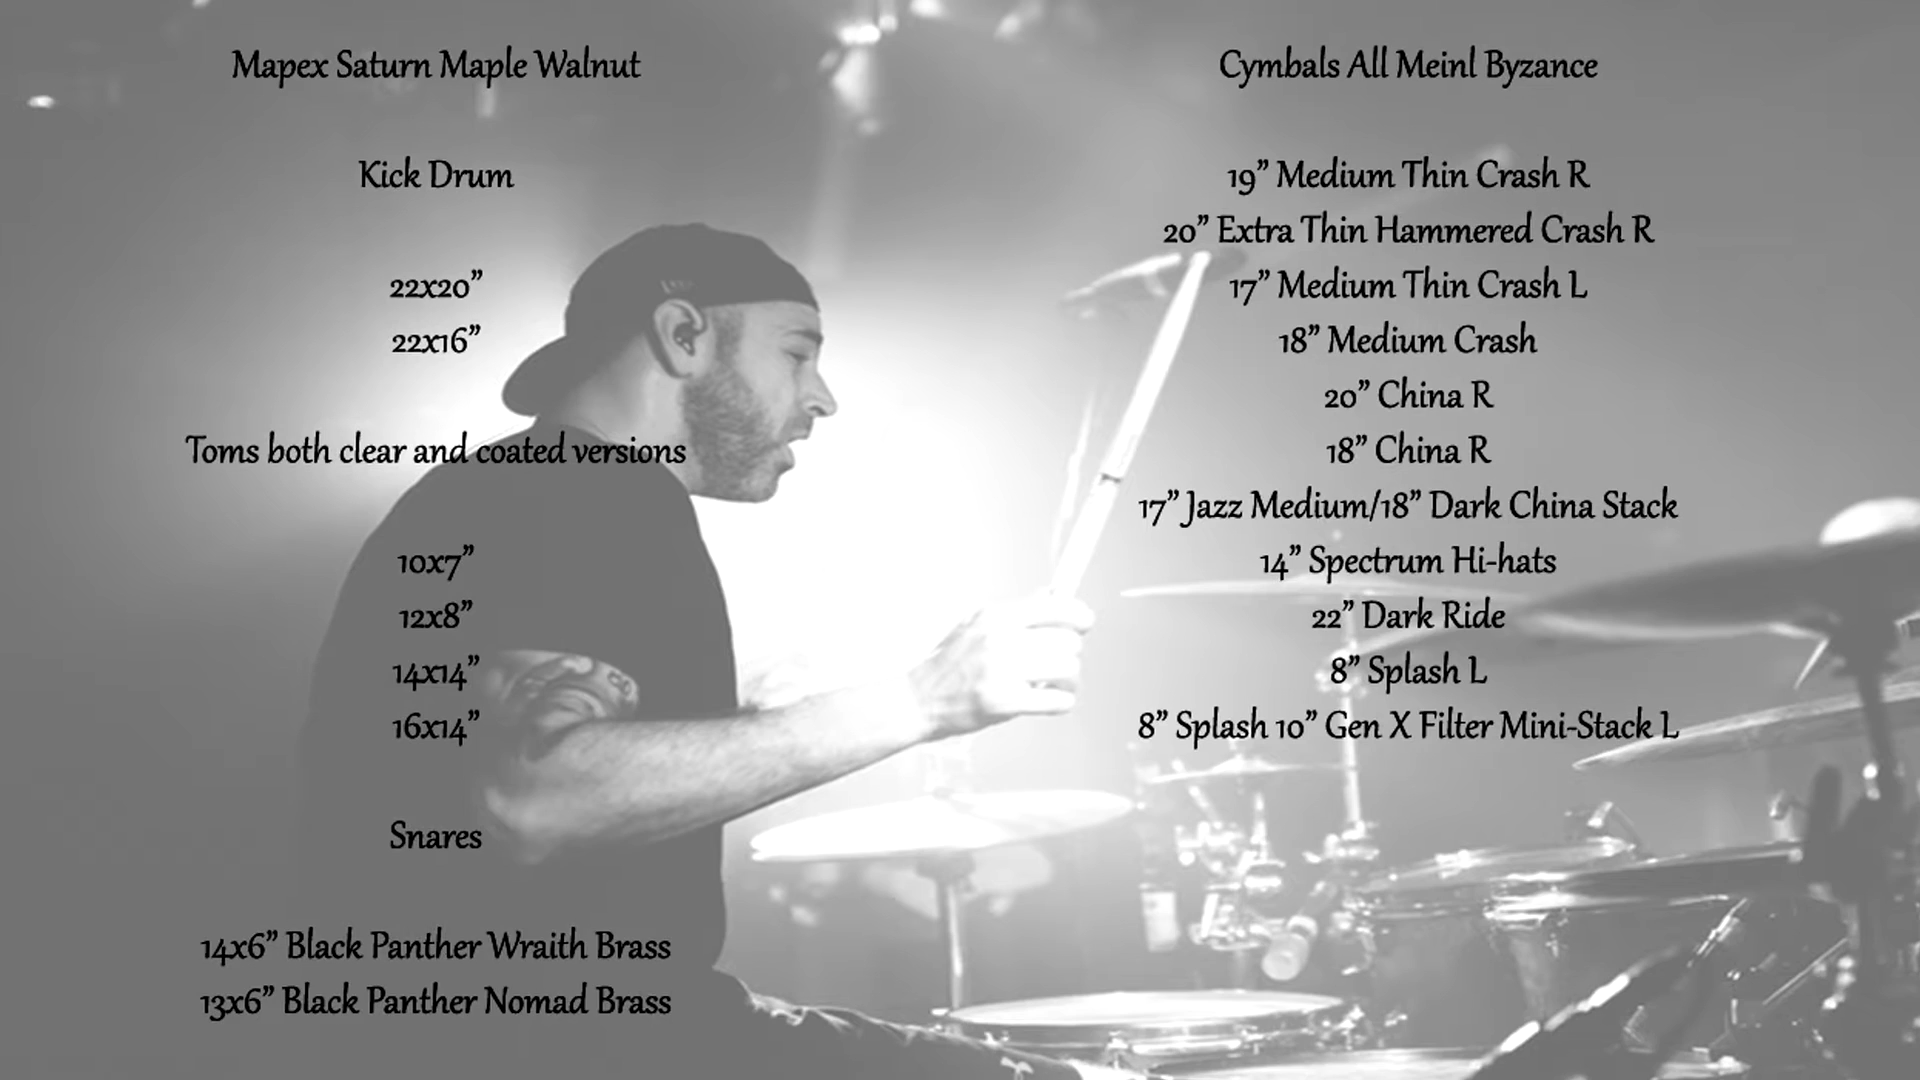 Mapex Saturn Maple Walnut
Kick Drum
22x20”
22x16”
Toms both clear and coated versions
10x7”
12x8”
14x14”
16x14”
Snares
14x6” Black Panther Wraith Brass
13x6” Black Panther Nomad Brass
Cymbals All Meinl Byzance
19” Medium Thin Crash R
20” Extra Thin Hammered Crash R
17” Medium Thin Crash L
18” Medium Crash
20” China R
18” China R
17” Jazz Medium/18” Dark China Stack
14” Spectrum Hi-hats
22” Dark Ride
8” Splash L
8” Splash 10” Gen X Filter Mini-Stack L